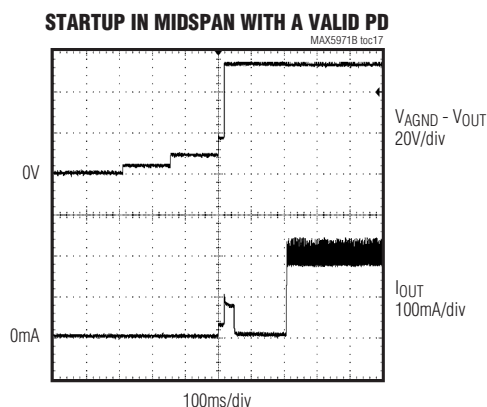 STARTUP IN MIDSPAN WITH A VALID PD
MAX5971B toc17
VAGND - VOUT
20V/div
0V
IOUT
100mA/div
0mA
100ms/div